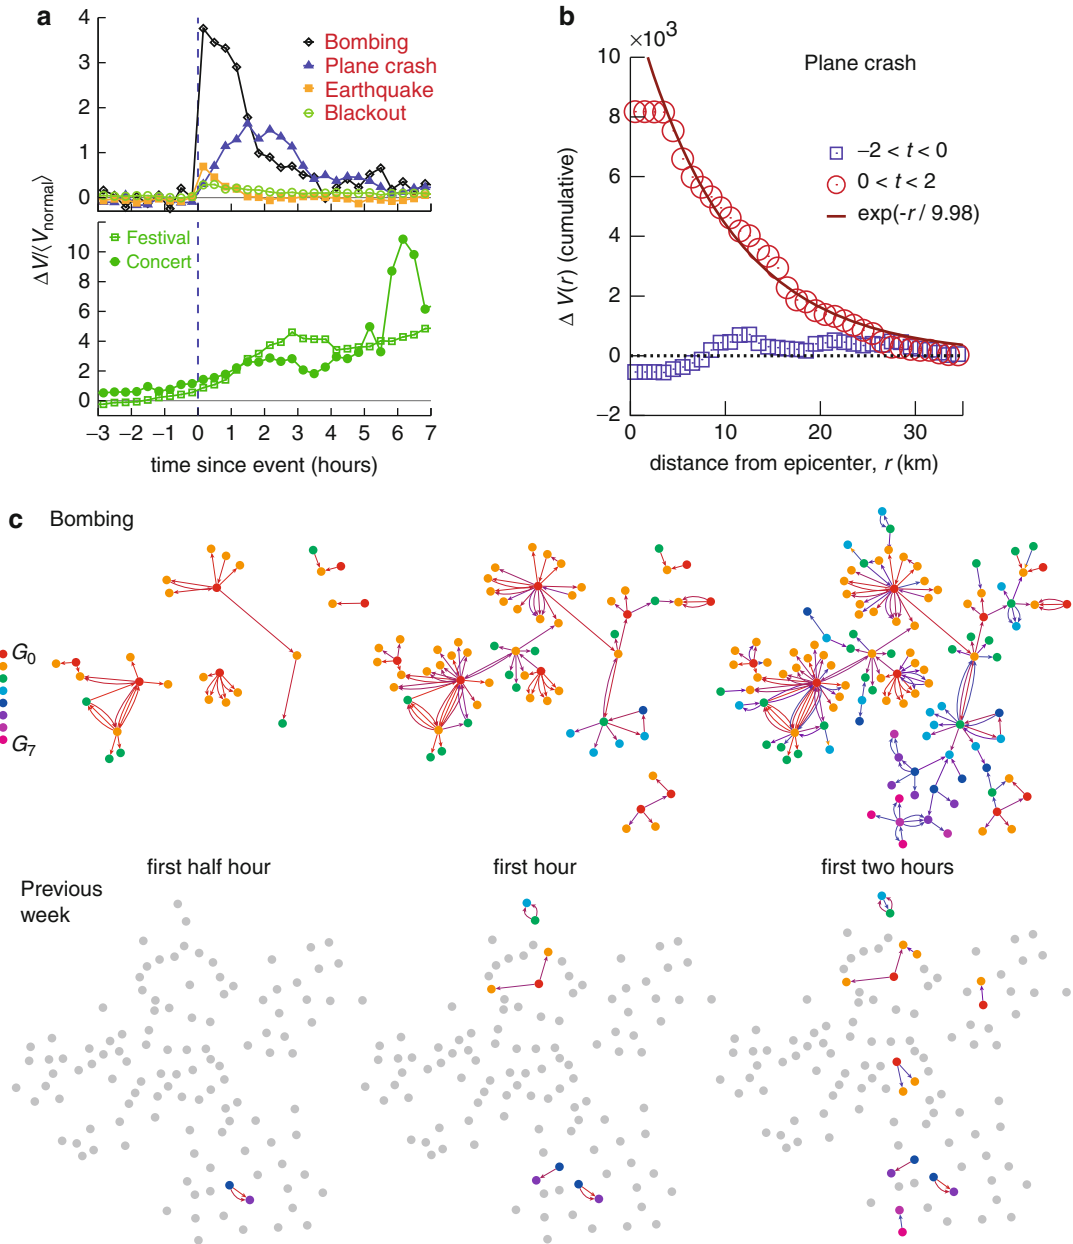 a
4
3
2
1
0
Bombing
Plane crash
Earthquake
Blackout
ΔV/⟨V_normal⟩
10
8
6
4
2
0
Festival
Concert
−3 −2 −1 0 1 2 3 4 5 6 7
time since event (hours)
b
×10³
10
8
6
4
2
0
−2
Plane crash
−2 < t < 0
0 < t < 2
exp(-r / 9.98)
Δ V(r) (cumulative)
0 10 20 30
distance from epicenter, r (km)
c Bombing
G₀
G₇
first half hour first hour first two hours
Previous
week